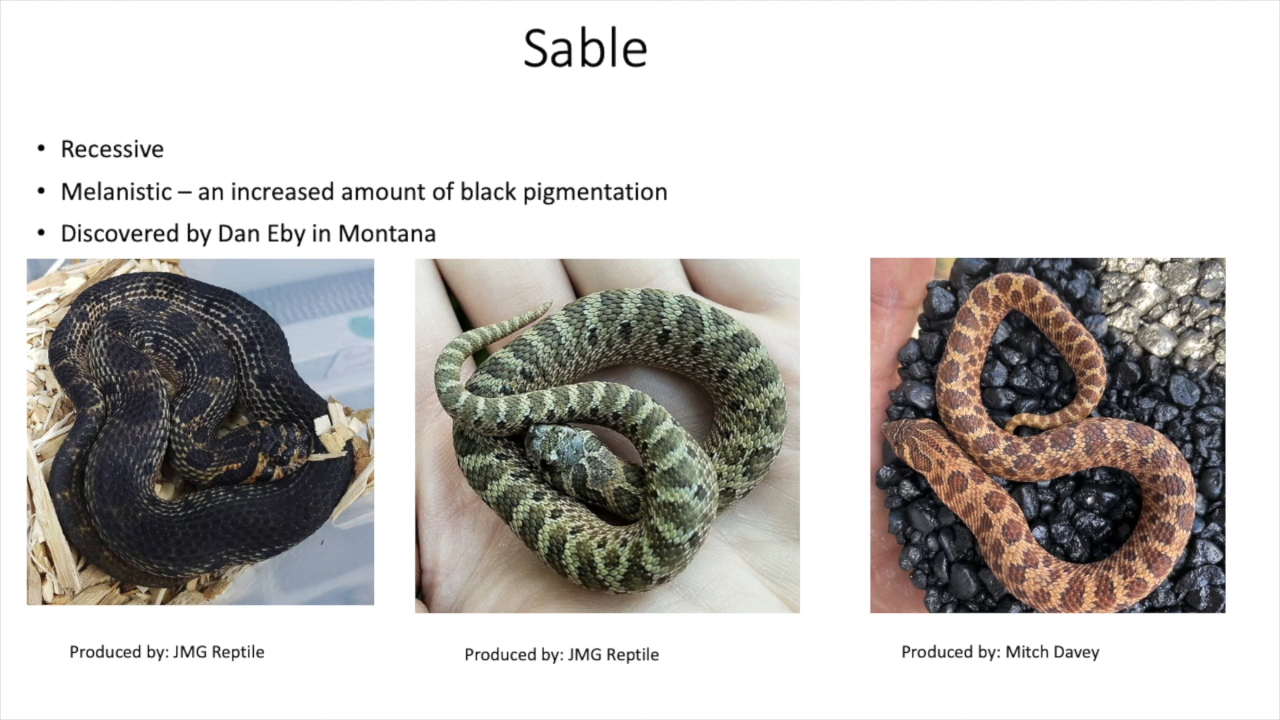 Sable
• Recessive
• Melanistic – an increased amount of black pigmentation
• Discovered by Dan Eby in Montana
Produced by: JMG Reptile
Produced by: JMG Reptile
Produced by: Mitch Davey